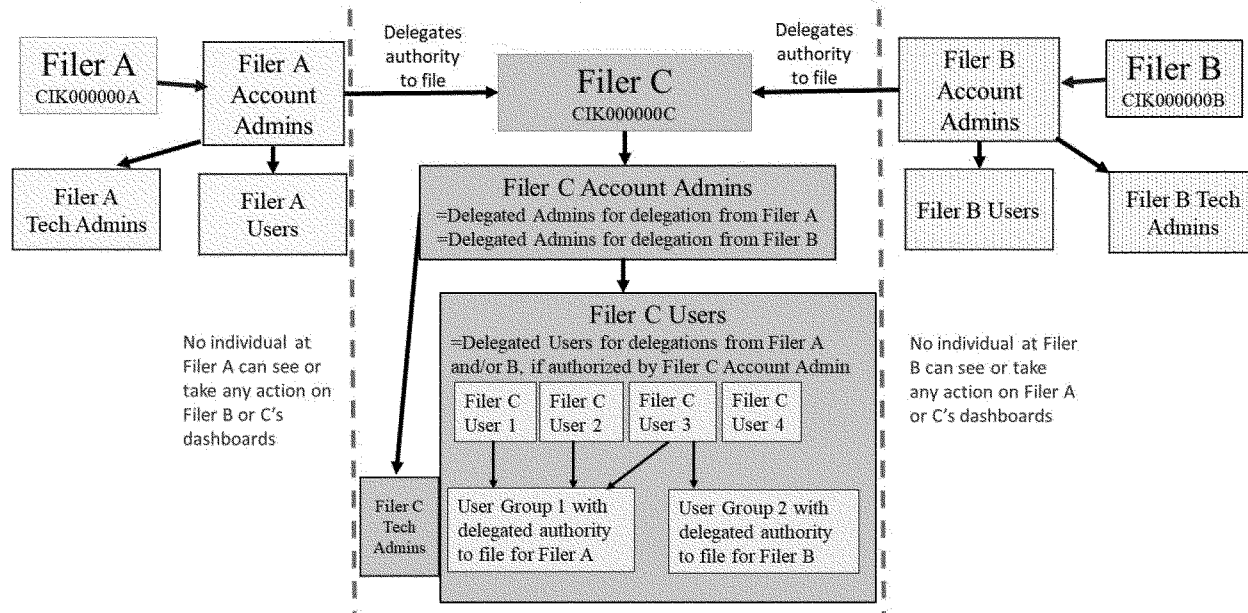 Filer A
CIK000000A
Filer A
Account
Admins
Filer A
Tech Admins
Filer A
Users
No individual at
Filer A can see or
take any action on
Filer B or C's
dashboards
Delegates
authority
to file
Filer C
CIK000000C
Delegates
authority
to file
Filer C Account Admins
=Delegated Admins for delegation from Filer A
=Delegated Admins for delegation from Filer B
Filer C Users
=Delegated Users for delegations from Filer A
and/or B, if authorized by Filer C Account Admin
Filer C
User 1
Filer C
User 2
Filer C
User 3
Filer C
User 4
Filer C
Tech
Admins
User Group 1 with
delegated authority
to file for Filer A
User Group 2 with
delegated authority
to file for Filer B
Filer B
Account
Admins
Filer B
CIK000000B
Filer B Users
Filer B Tech
Admins
No individual at Filer
B can see or take
any action on Filer A
or C's dashboards